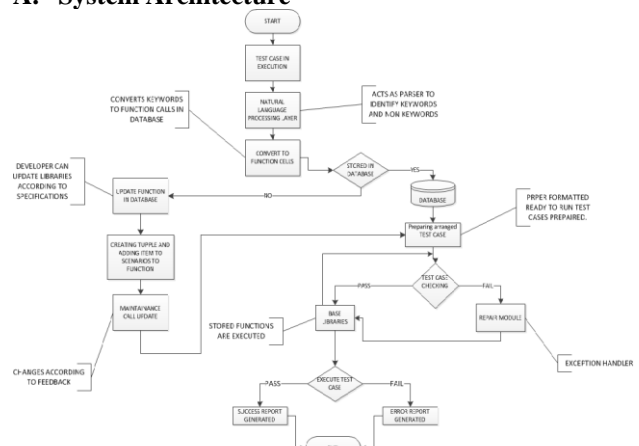 A. System Architecture
START
TEST CASE IN
EXECUTION
CONVERTS KEYWORDS
TO FUNCTION CALLS IN
DATABASE
NATURAL
LANGUAGE
PROCESSING LAYER
ACTS AS PARSER TO
IDENTIFY KEYWORDS
AND NON KEYWORDS
CONVERT TO
FUNCTION CELLS
STORED IN
DATABASE
YES
NO
DATABASE
DEVELOPER CAN
UPDATE LIBRARIES
ACCORDING TO
SPECIFICATIONS
UPDATE FUNCTION
IN DATABASE
PRPER FORMATTED
READY TO RUN TEST
CASES PREPAIRED.
Preparing arranged
TEST CASE
CREATING TUPPLE AND
ADDING ITEM TO
SCENARIOS TO
FUNCTION
TEST CASE
CHECKING
PASS
FAIL
MAINTAINVANCE
CALL UPDATE
BASE
LIBRARIES
REPAIR MODULE
STORED FUNCTIONS
ARE EXECUTED
EXCEPTION HANDLER
CHANGES ACCORDING
TO FEEDBACK
EXECUTE TEST
CASE
PASS
FAIL
SUCCESS REPORT
GENERATED
ERROR REPORT
GENERATED